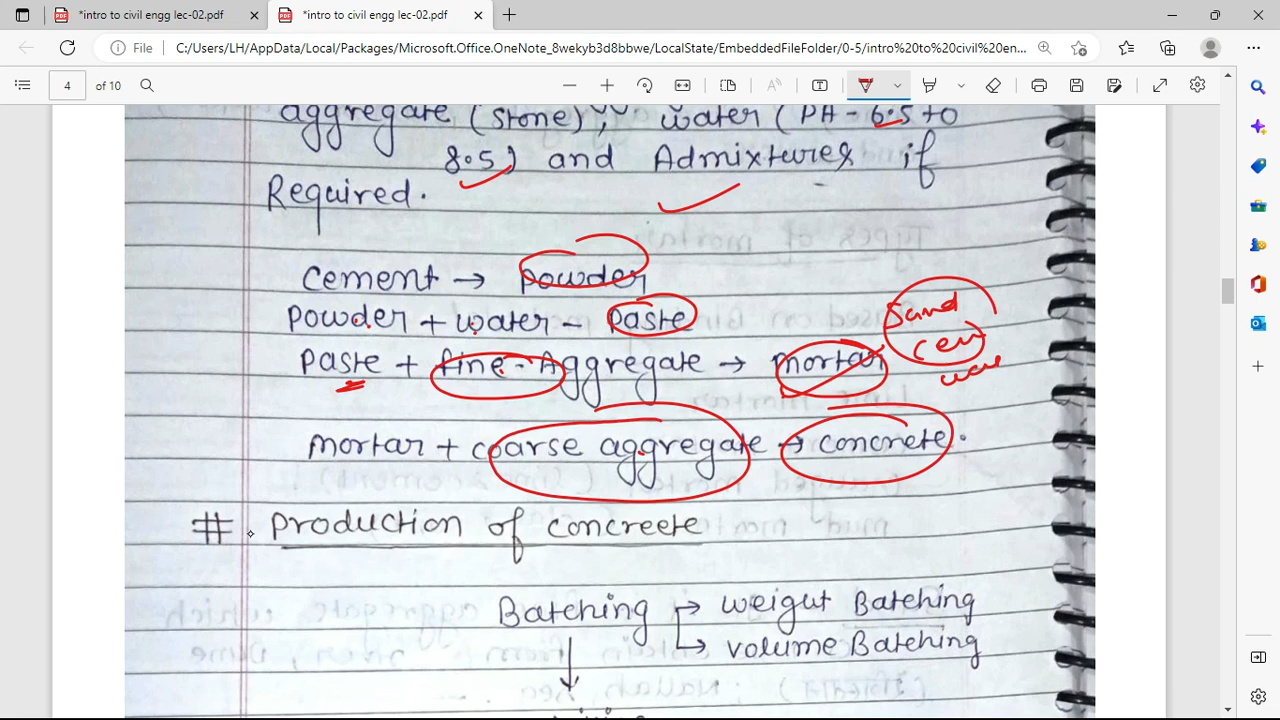 *intro to civil engg lec-02.pdf
*intro to civil engg lec-02.pdf
File
C:/Users/LH/AppData/Local/Packages/Microsoft.Office.OneNote_8wekyb3d8bbwe/LocalState/EmbeddedFileFolder/0-5/intro%20to%20civil%20en...
4 of 10
aggregate (Stone), water (PH - 6.5 to
8.5) and Admixtures if
Required.
Cement → Powder
Powder + water - Paste
Sand
Cem
Paste + fine-Aggregate → mortar
mortar + coarse aggregate → concrete.
# Production of concreete
Batching → weigut Batching
→ volume Batching